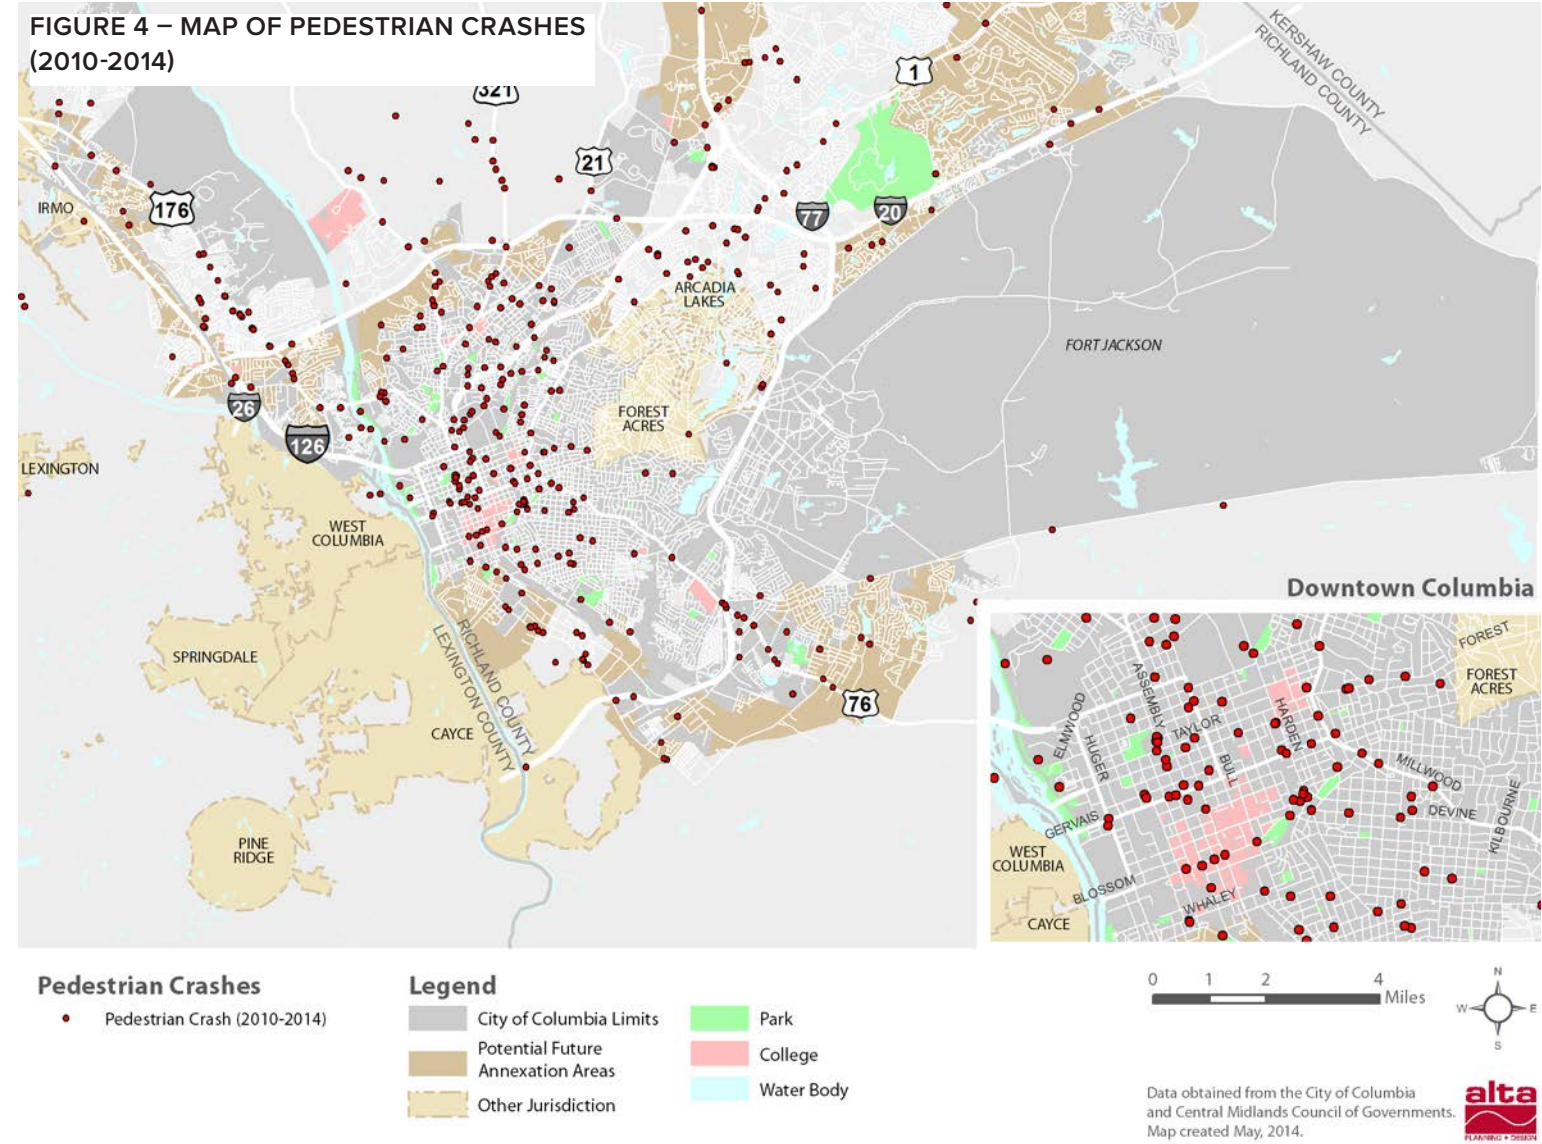 FIGURE 4 – MAP OF PEDESTRIAN CRASHES
(2010-2014)
321
1
21
176
IRMO
77
20
KERSHAW COUNTY
RICHLAND COUNTY
ARCADIA
LAKES
FORT JACKSON
FOREST
ACRES
26
126
LEXINGTON
WEST
COLUMBIA
SPRINGDALE
RICHLAND COUNTY
LEXINGTON COUNTY
CAYCE
76
PINE
RIDGE
Downtown Columbia
FOREST
FOREST
ACRES
ASSEMBLY
ELMWOOD
HUGER
TAYLOR
BULL
HARDEN
MILLWOOD
DEVINE
KILBOURNE
GERVAIS
WEST
COLUMBIA
BLOSSOM
WHALEY
CAYCE
Pedestrian Crashes
Pedestrian Crash (2010-2014)
Legend
City of Columbia Limits
Potential Future
Annexation Areas
Other Jurisdiction
Park
College
Water Body
0 1 2 4
Miles
N
W E
S
Data obtained from the City of Columbia
and Central Midlands Council of Governments.
Map created May, 2014.
alta
PLANNING + DESIGN